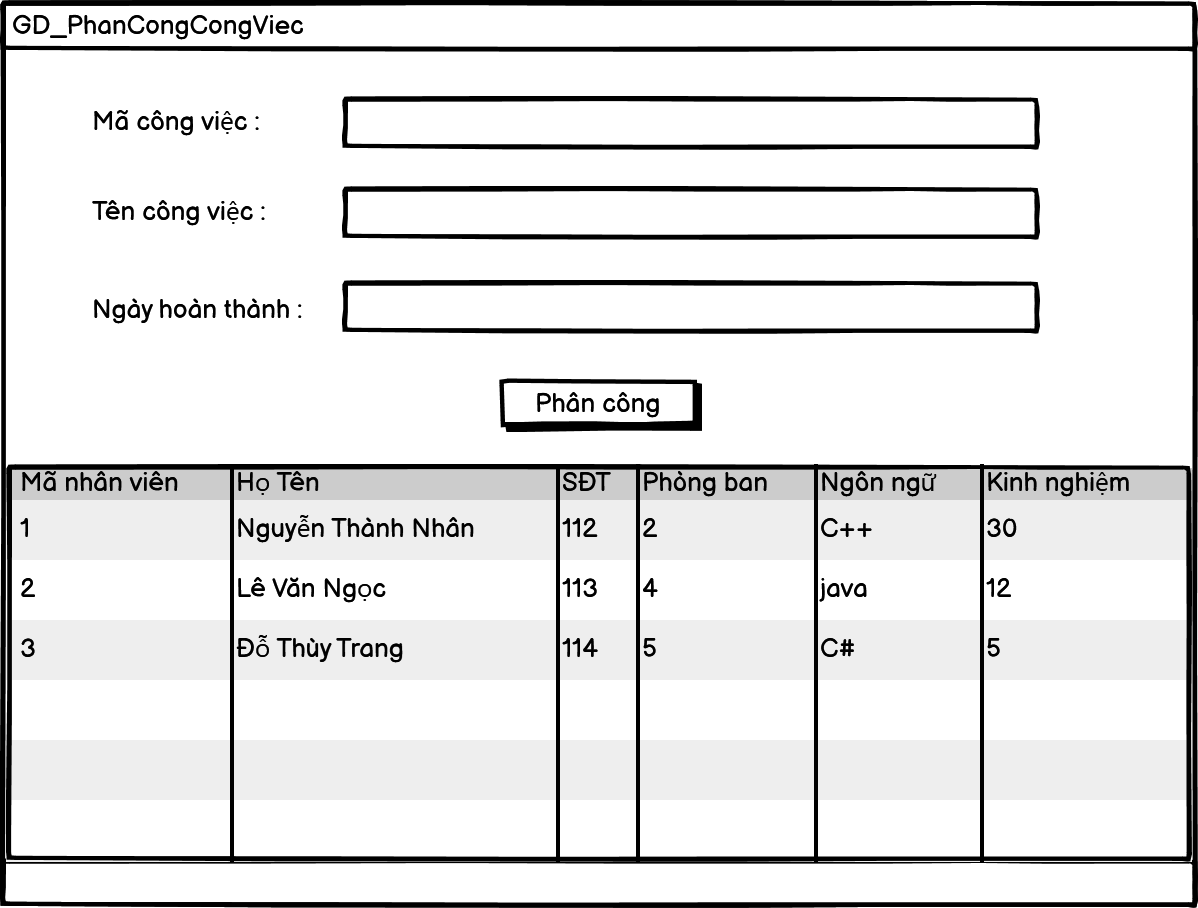 GD_PhanCongCongViec
Mã công việc :
Tên công việc :
Ngày hoàn thành :
Phân công
Mã nhân viên Họ Tên SĐT Phòng ban Ngôn ngữ Kinh nghiệm
1 Nguyễn Thành Nhân 112 2 C++ 30
2 Lê Văn Ngọc 113 4 java 12
3 Đỗ Thùy Trang 114 5 C# 5